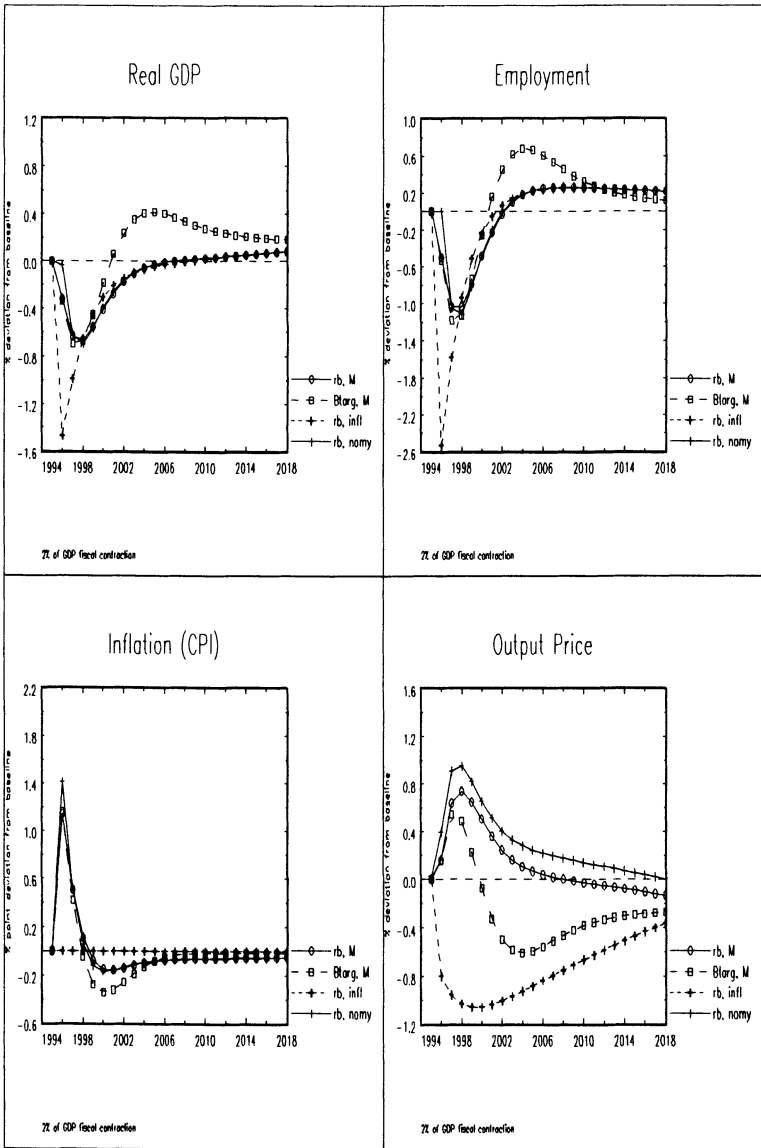 Real GDP
1.2
0.8
0.4
0.0
-0.4
-0.8
-1.2
-1.6
% deviation from baseline
1994 1998 2002 2006 2010 2014 2018
rb, M
Btarg, M
rb, infl
rb, nomy
2% of GDP fiscal contraction
Employment
1.0
0.6
0.2
-0.2
-0.6
-1.0
-1.4
-1.8
-2.2
-2.6
% deviation from baseline
1994 1998 2002 2006 2010 2014 2018
rb, M
Btarg, M
rb, infl
rb, nomy
2% of GDP fiscal contraction
Inflation (CPI)
2.2
1.8
1.4
1.0
0.6
0.2
-0.2
-0.6
% point deviation from baseline
1994 1998 2002 2006 2010 2014 2018
rb, M
Btarg, M
rb, infl
rb, nomy
2% of GDP fiscal contraction
Output Price
1.6
1.2
0.8
0.4
0.0
-0.4
-0.8
-1.2
% deviation from baseline
1994 1998 2002 2006 2010 2014 2018
rb, M
Btarg, M
rb, infl
rb, nomy
2% of GDP fiscal contraction